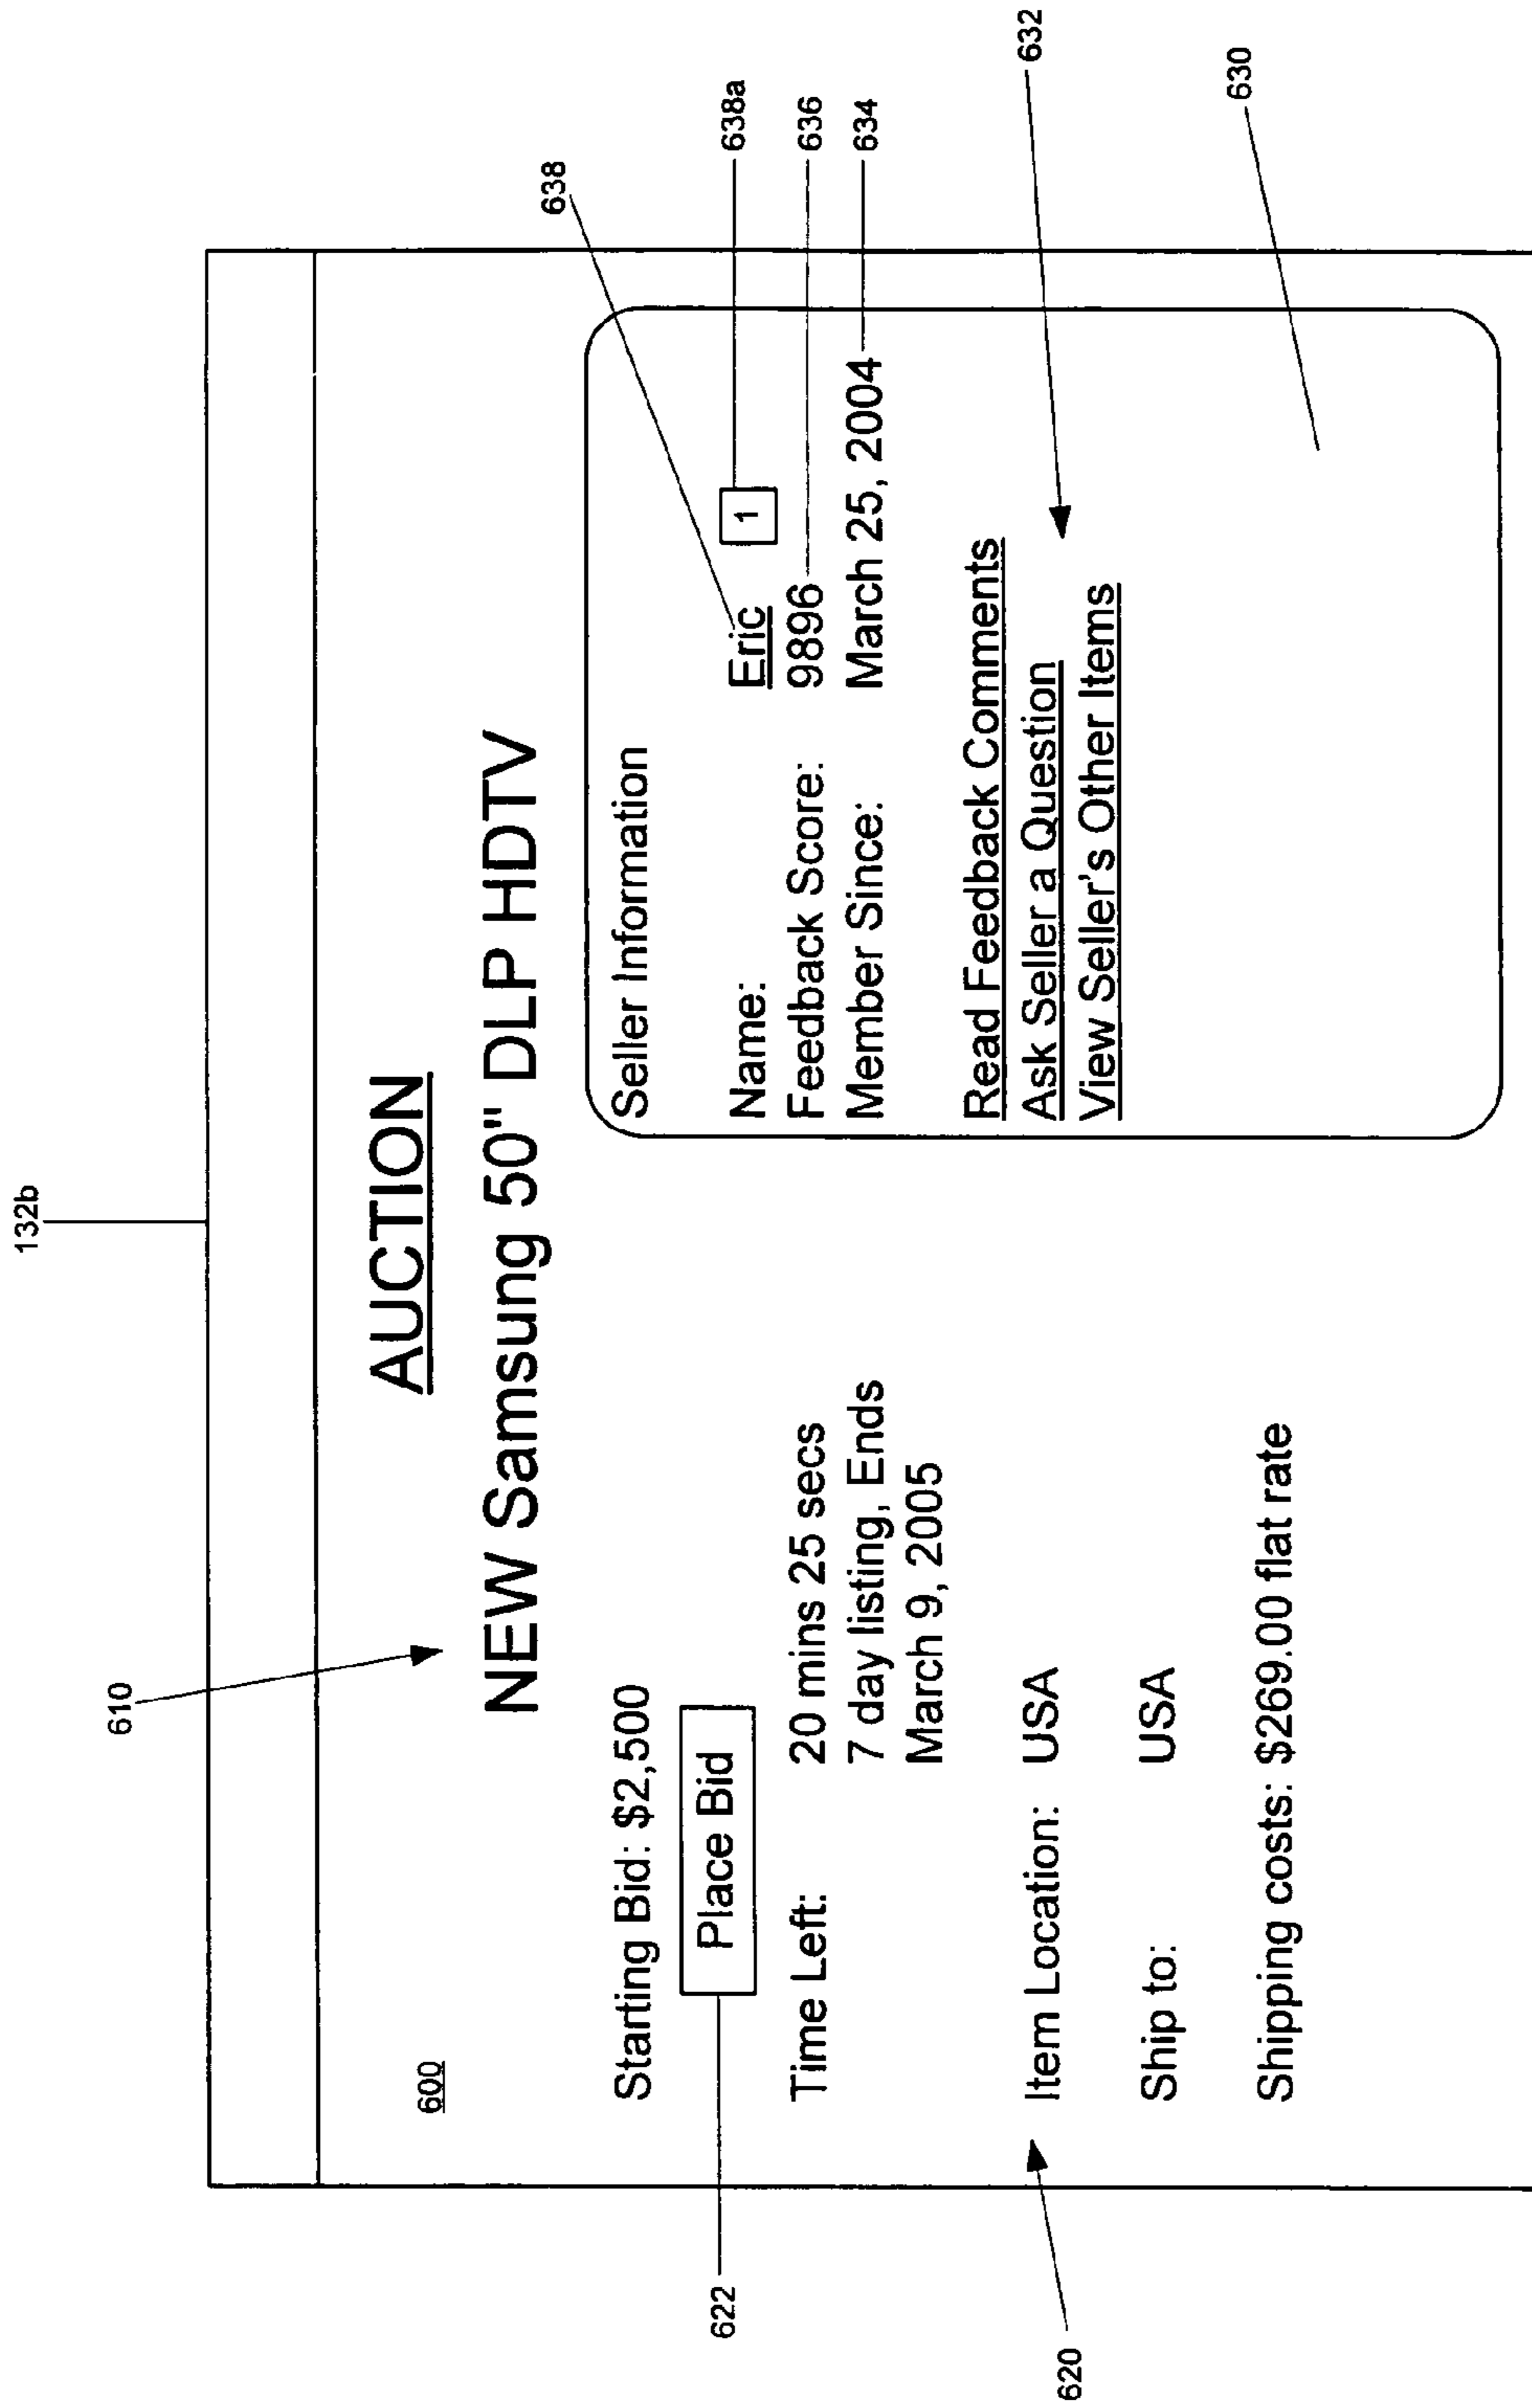 132b
610
AUCTION
600
NEW Samsung 50" DLP HDTV
Starting Bid: $2,500
622
Place Bid
Time Left: 20 mins 25 secs
7 day listing, Ends
March 9, 2005
620
Item Location: USA
Ship to: USA
Shipping costs: $269.00 flat rate
Seller Information
638
Name: Eric 1
638a
Feedback Score: 9896
636
Member Since: March 25, 2004
634
Read Feedback Comments
Ask Seller a Question
632
View Seller's Other Items
630